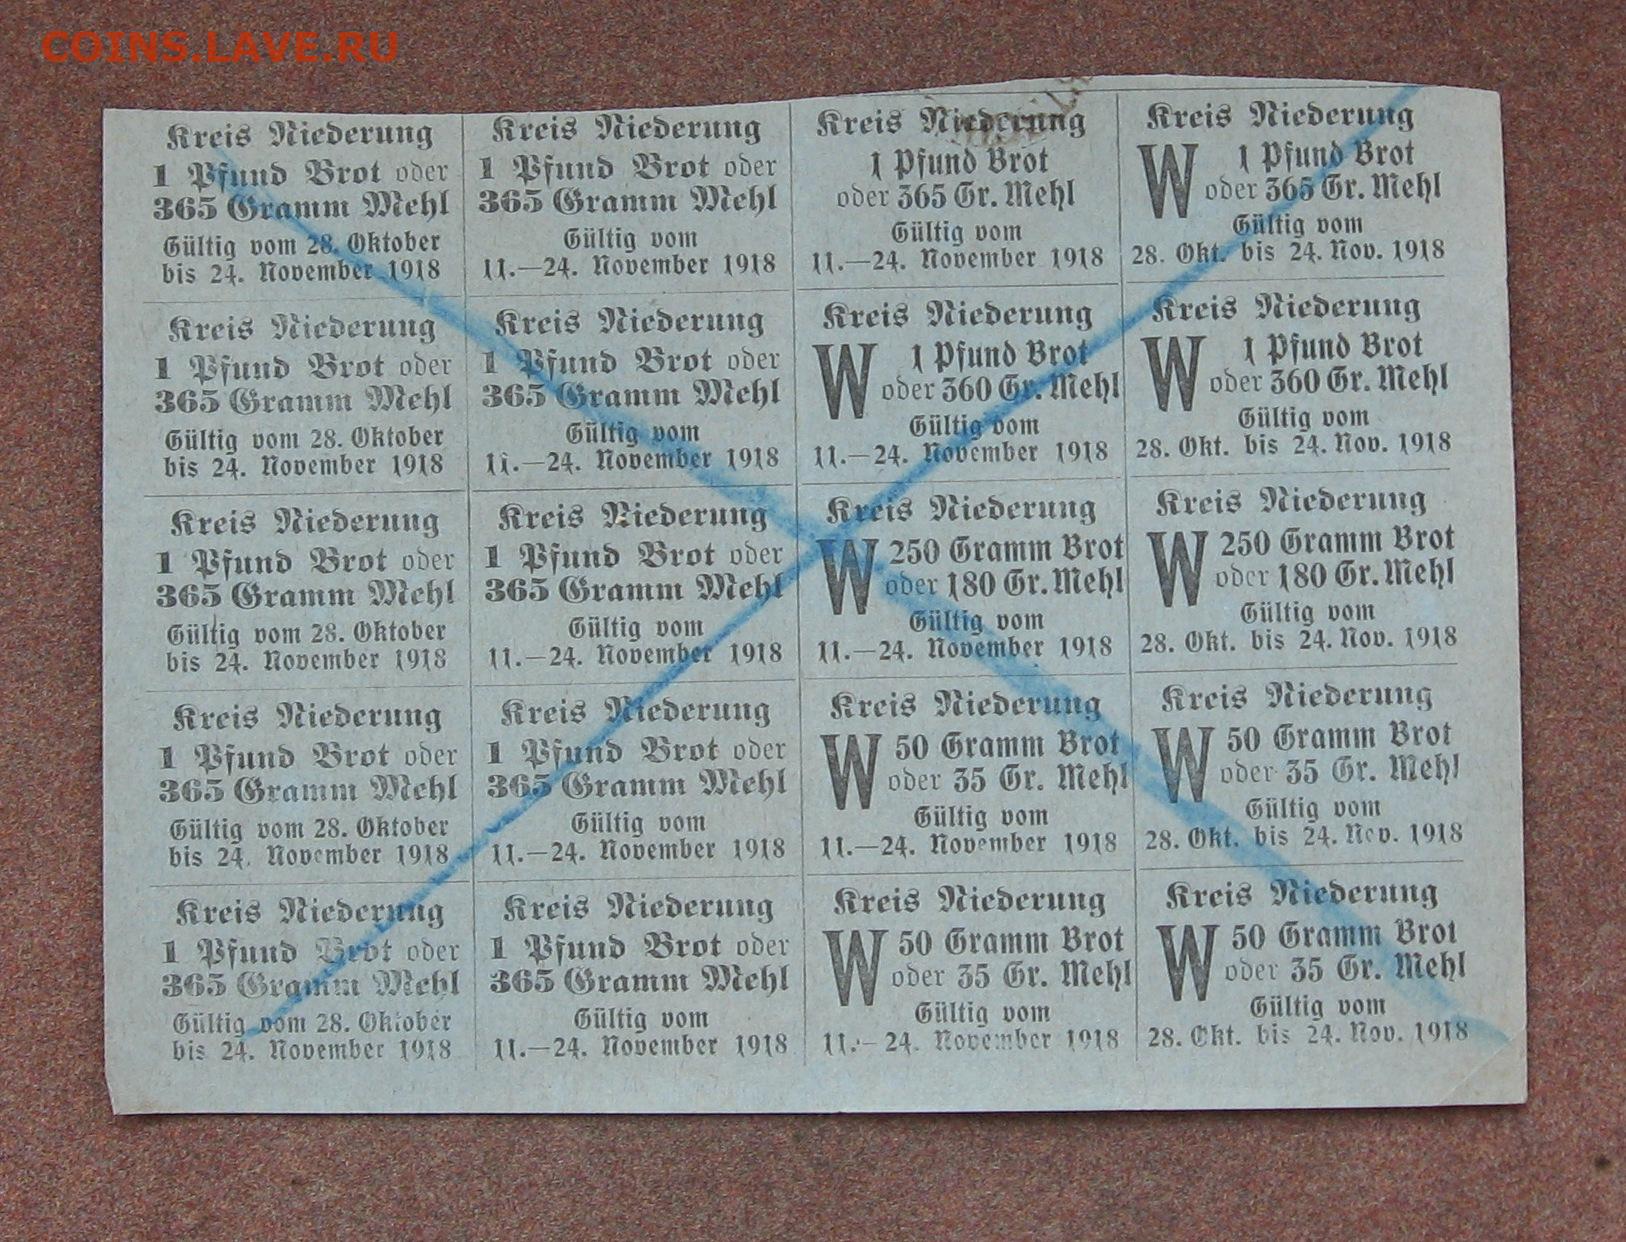 COINS.LAVE.RU
Kreis Niederung
1 Pfund Brot oder
365 Gramm Mehl
Gültig vom 28. Oktober
bis 24. November 1918
Kreis Niederung
1 Pfund Brot oder
365 Gramm Mehl
Gültig vom
11.—24. November 1918
Kreis Niederung
1 Pfund Brot
oder 365 Gr. Mehl
Gültig vom
11.—24. November 1918
Kreis Niederung
W 1 Pfund Brot
oder 365 Gr. Mehl
Gültig vom
28. Okt. bis 24. Nov. 1918
Kreis Niederung
1 Pfund Brot oder
365 Gramm Mehl
Gültig vom 28. Oktober
bis 24. November 1918
Kreis Niederung
1 Pfund Brot oder
365 Gramm Mehl
Gültig vom
11.—24. November 1918
Kreis Niederung
W 1 Pfund Brot
oder 360 Gr. Mehl
Gültig vom
11.—24. November 1918
Kreis Niederung
W 1 Pfund Brot
oder 360 Gr. Mehl
Gültig vom
28. Okt. bis 24. Nov. 1918
Kreis Niederung
1 Pfund Brot oder
365 Gramm Mehl
Gültig vom 28. Oktober
bis 24. November 1918
Kreis Niederung
1 Pfund Brot oder
365 Gramm Mehl
Gültig vom
11.—24. November 1918
Kreis Niederung
W 250 Gramm Brot
oder 180 Gr. Mehl
Gültig vom
11.—24. November 1918
Kreis Niederung
W 250 Gramm Brot
oder 180 Gr. Mehl
Gültig vom
28. Okt. bis 24. Nov. 1918
Kreis Niederung
1 Pfund Brot oder
365 Gramm Mehl
Gültig vom 28. Oktober
bis 24. November 1918
Kreis Niederung
1 Pfund Brot oder
365 Gramm Mehl
Gültig vom
11.—24. November 1918
Kreis Niederung
W 50 Gramm Brot
oder 35 Gr. Mehl
Gültig vom
11.—24. November 1918
Kreis Niederung
W 50 Gramm Brot
oder 35 Gr. Mehl
Gültig vom
28. Okt. bis 24. Nov. 1918
Kreis Niederung
1 Pfund Brot oder
365 Gramm Mehl
Gültig vom 28. Oktober
bis 24. November 1918
Kreis Niederung
1 Pfund Brot oder
365 Gramm Mehl
Gültig vom
11.—24. November 1918
Kreis Niederung
W 50 Gramm Brot
oder 35 Gr. Mehl
Gültig vom
11.—24. November 1918
Kreis Niederung
W 50 Gramm Brot
oder 35 Gr. Mehl
Gültig vom
28. Okt. bis 24. Nov. 1918